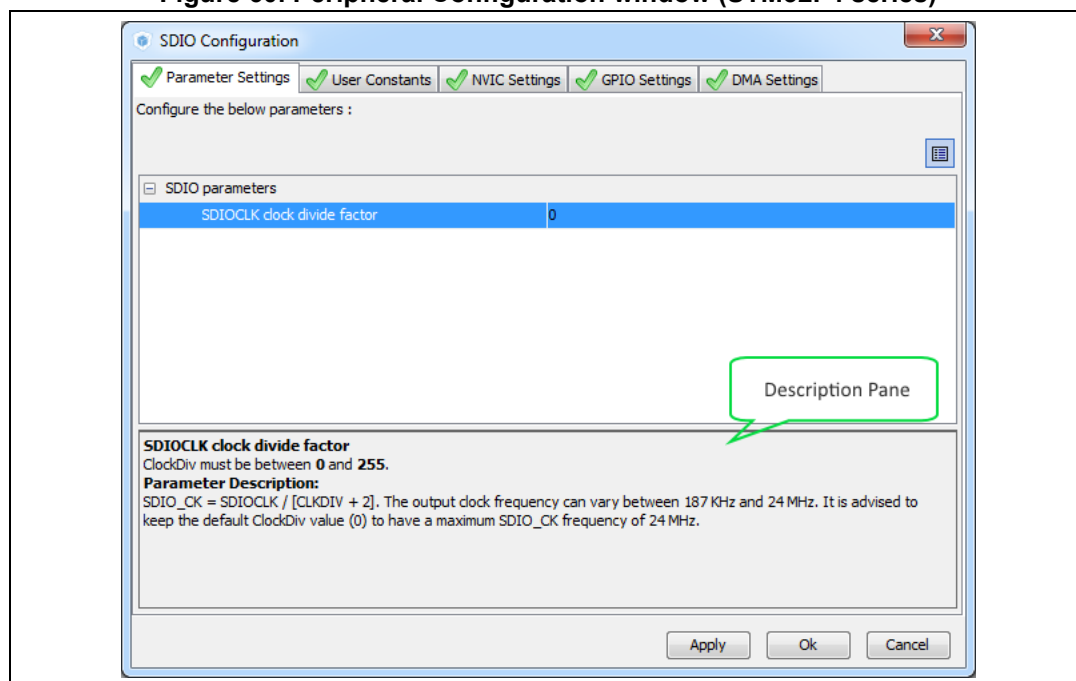 SDIO Configuration
Parameter Settings User Constants NVIC Settings GPIO Settings DMA Settings
Configure the below parameters :
SDIO parameters
SDIOCLK clock divide factor 0
Description Pane
SDIOCLK clock divide factor
ClockDiv must be between 0 and 255.
Parameter Description:
SDIO_CK = SDIOCLK / [CLKDIV + 2]. The output clock frequency can vary between 187 KHz and 24 MHz. It is advised to
keep the default ClockDiv value (0) to have a maximum SDIO_CK frequency of 24 MHz.
Apply Ok Cancel